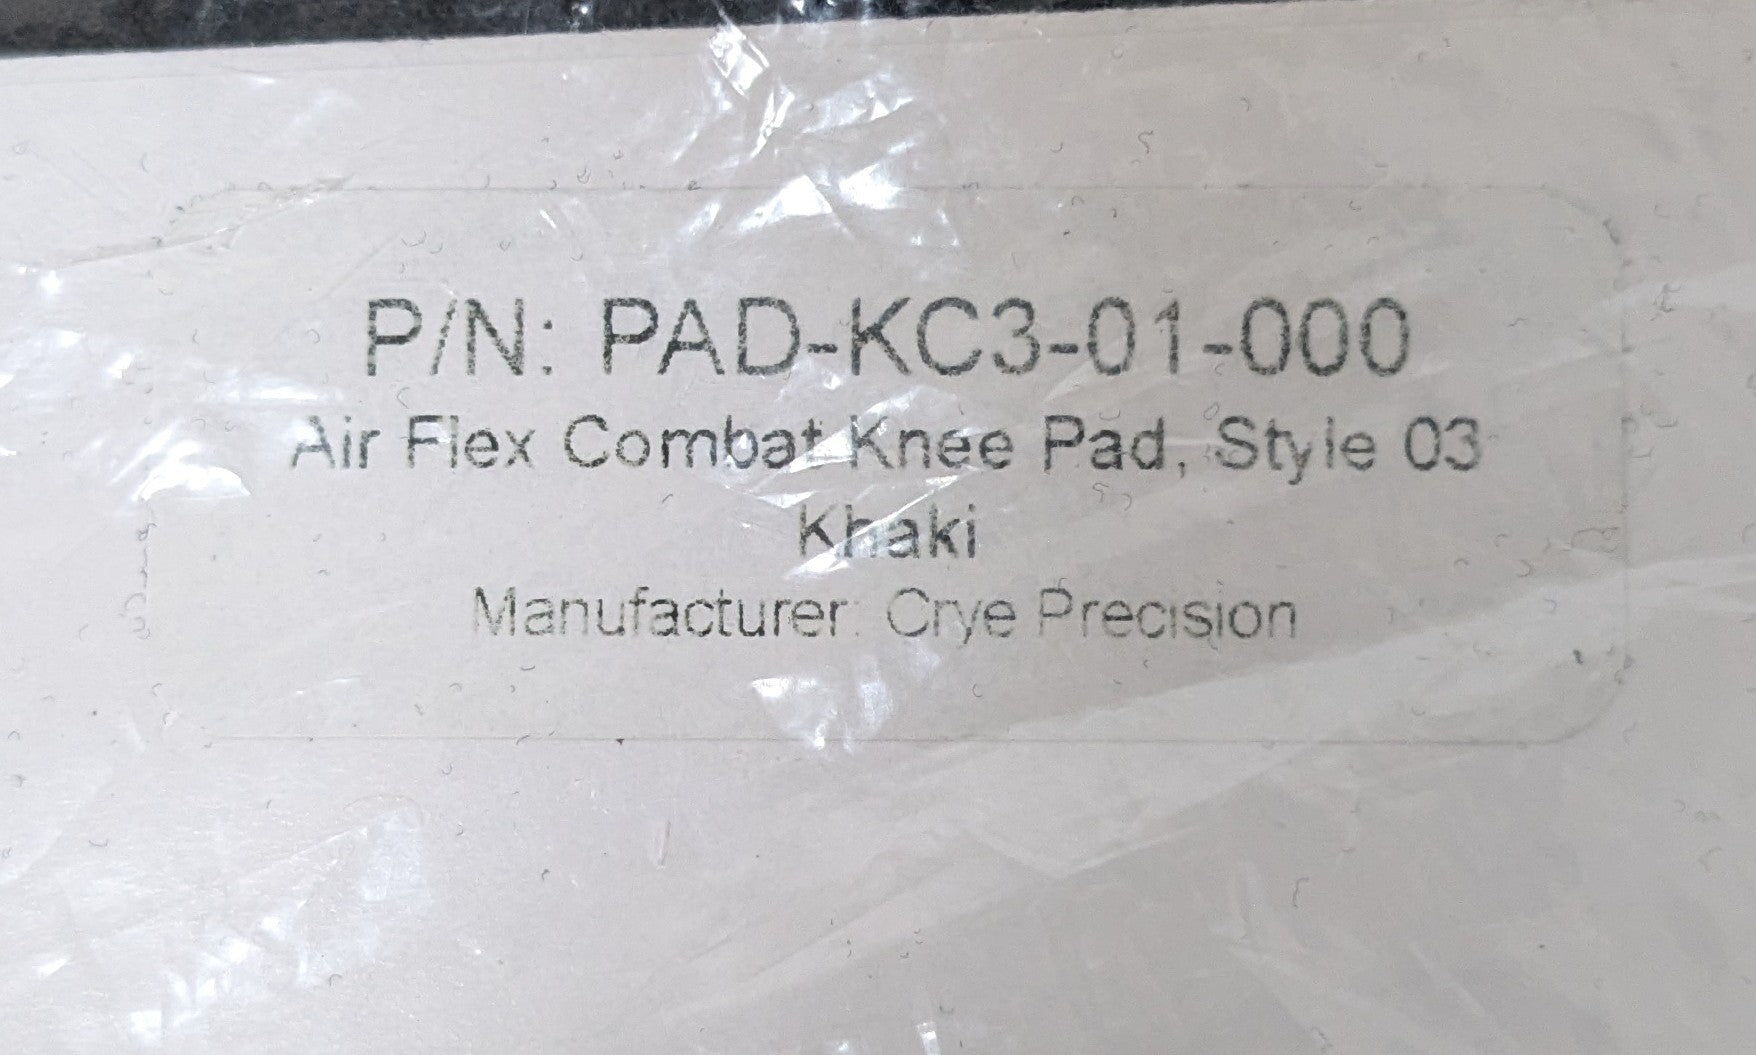 P/N: PAD-KC3-01-000
Air Flex Combat Knee Pad, Style 03
Khaki
Manufacturer: Crye Precision